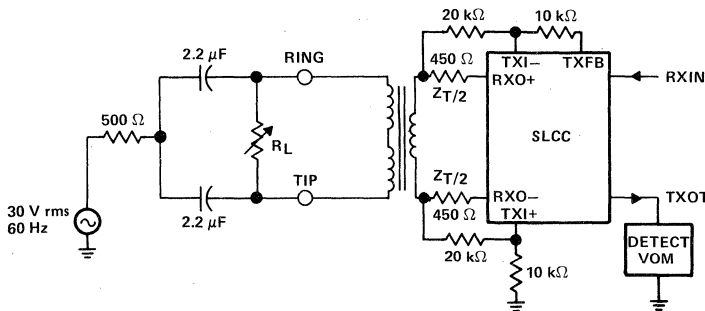 20 kΩ
10 kΩ
2.2 µF
RING
450 Ω
TXI−
TXFB
ZT/2
RXO+
RXIN
500 Ω
RL
SLCC
ZT/2
TIP
RXO−
TXOT
30 V rms
60 Hz
2.2 µF
450 Ω
TXI+
DETECT
VOM
20 kΩ
10 kΩ